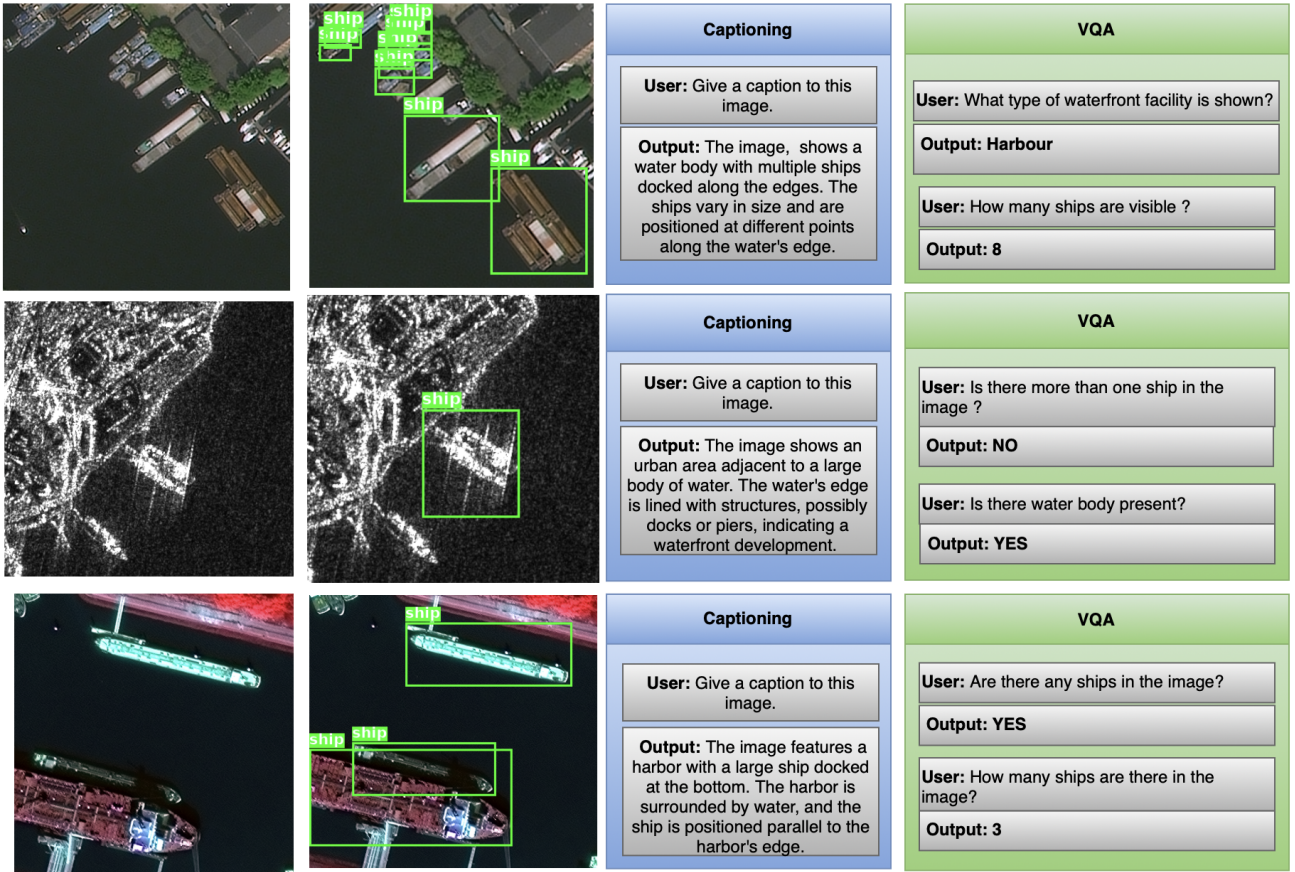 ship
ship
ship
ship
ship
ship
ship
ship
Captioning
User: Give a caption to this
image.
Output: The image,  shows a
water body with multiple ships
docked along the edges. The
ships vary in size and are
positioned at different points
along the water's edge.
VQA
User: What type of waterfront facility is shown?
Output: Harbour
User: How many ships are visible ?
Output: 8
ship
Captioning
User: Give a caption to this
image.
Output: The image shows an
urban area adjacent to a large
body of water. The water's edge
is lined with structures, possibly
docks or piers, indicating a
waterfront development.
VQA
User: Is there more than one ship in the
image ?
Output: NO
User: Is there water body present?
Output: YES
ship
ship
ship
Captioning
User: Give a caption to this
image.
Output: The image features a
harbor with a large ship docked
at the bottom. The harbor is
surrounded by water, and the
ship is positioned parallel to the
harbor's edge.
VQA
User: Are there any ships in the image?
Output: YES
User: How many ships are there in the
image?
Output: 3